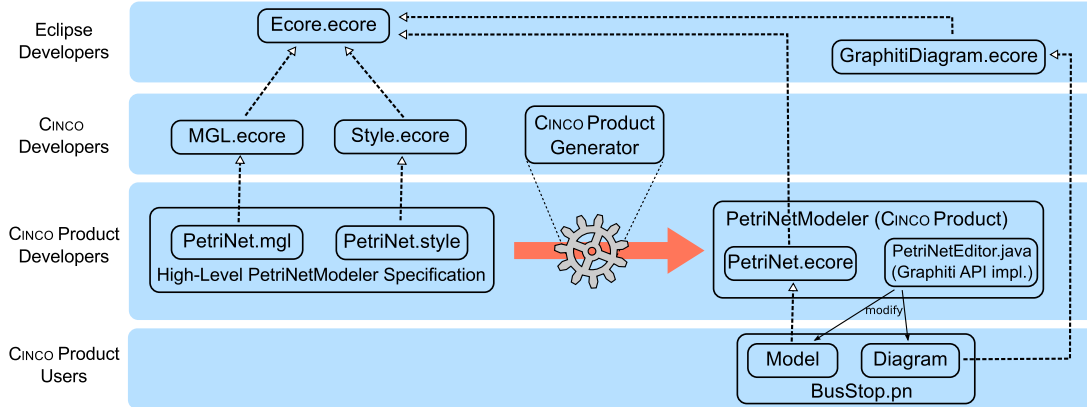 Eclipse
Developers
Ecore.ecore
GraphitiDiagram.ecore
CINCO
Developers
MGL.ecore
Style.ecore
CINCO Product
Generator
CINCO Product
Developers
PetriNet.mgl
PetriNet.style
High-Level PetriNetModeler Specification
PetriNetModeler (CINCO Product)
PetriNet.ecore
PetriNetEditor.java
(Graphiti API impl.)
modify
CINCO Product
Users
Model
Diagram
BusStop.pn